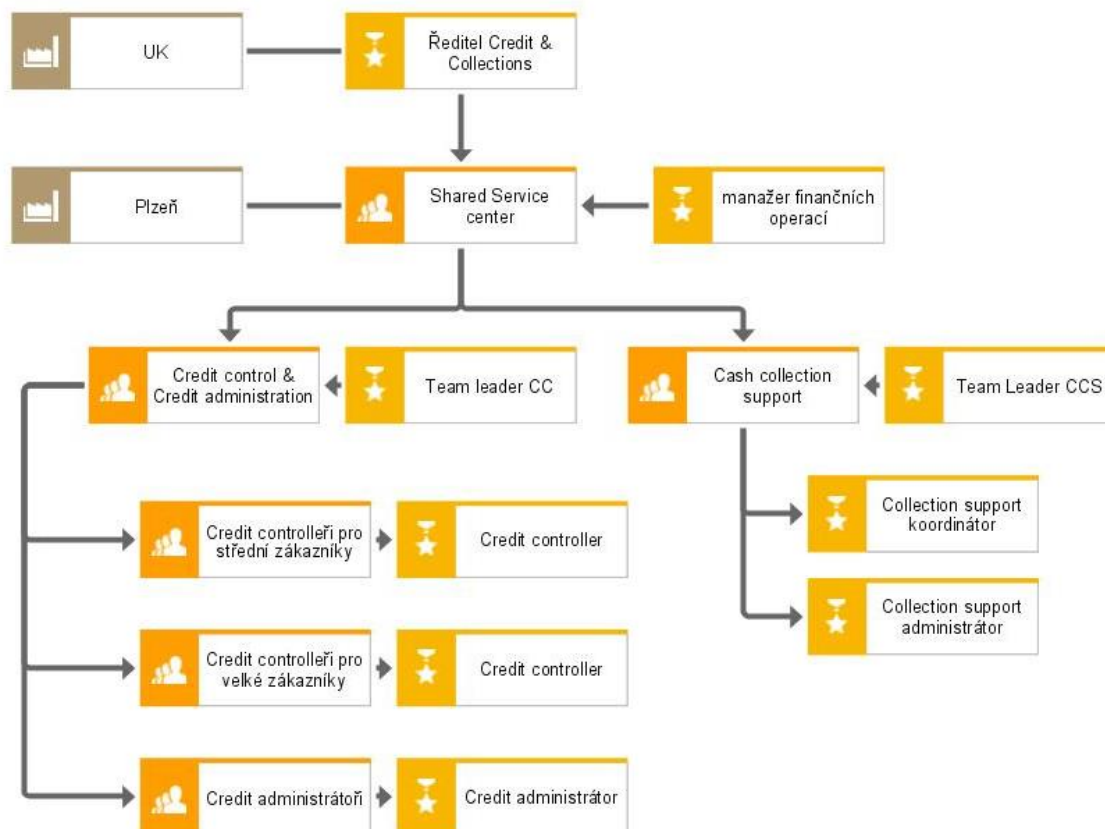 UK
Ředitel Credit &
Collections
Plzeň
Shared Service
center
manažer finančních
operací
Credit control &
Credit administration
Team leader CC
Cash collection
support
Team Leader CCS
Collection support
koordinátor
Credit controlleři pro
střední zákazníky
Credit controller
Collection support
administrátor
Credit controlleři pro
velké zákazníky
Credit controller
Credit administrátoři
Credit administrátor